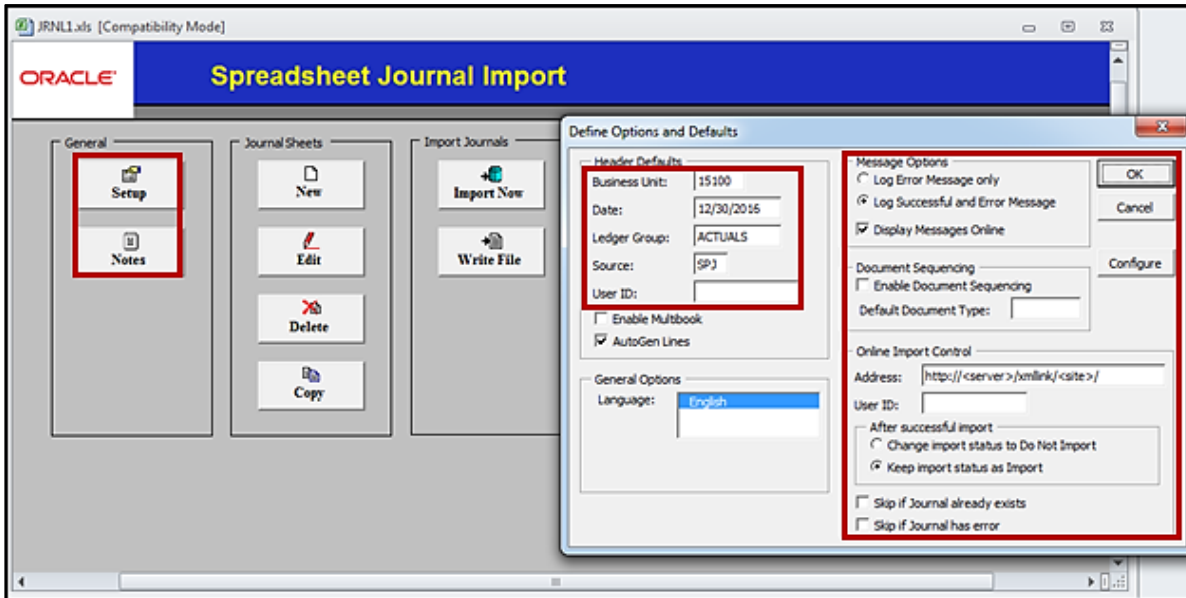 JRNL1.xls [Compatibility Mode]
ORACLE
Spreadsheet Journal Import
General
Setup
Notes
Journal Sheets
New
Edit
Delete
Copy
Import Journals
Import Now
Write File
Define Options and Defaults
Header Defaults
Business Unit: 15100
Date: 12/30/2016
Ledger Group: ACTUALS
Source: SPJ
User ID:
Enable Multibook
AutoGen Lines
General Options
Language: English
Message Options
Log Error Message only
Log Successful and Error Message
Display Messages Online
Document Sequencing
Enable Document Sequencing
Default Document Type:
Online Import Control
Address: http://<server>/xmllink/<site>/
User ID:
After successful import
Change import status to Do Not Import
Keep import status as Import
Skip if Journal already exists
Skip if Journal has error
OK
Cancel
Configure